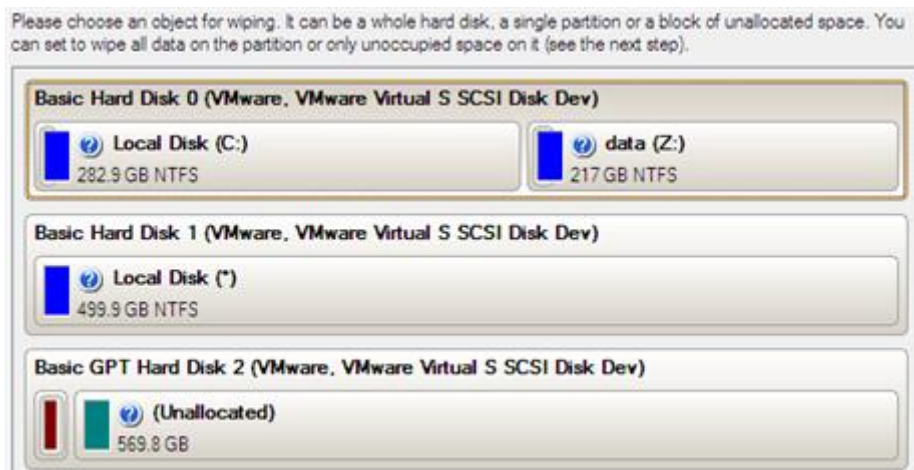 Please choose an object for wiping. It can be a whole hard disk, a single partition or a block of unallocated space. You
can set to wipe all data on the partition or only unoccupied space on it (see the next step).
Basic Hard Disk 0 (VMware, VMware Virtual S SCSI Disk Dev)
Local Disk (C:)
282.9 GB NTFS
data (Z:)
217 GB NTFS
Basic Hard Disk 1 (VMware, VMware Virtual S SCSI Disk Dev)
Local Disk (*)
499.9 GB NTFS
Basic GPT Hard Disk 2 (VMware, VMware Virtual S SCSI Disk Dev)
(Unallocated)
569.8 GB